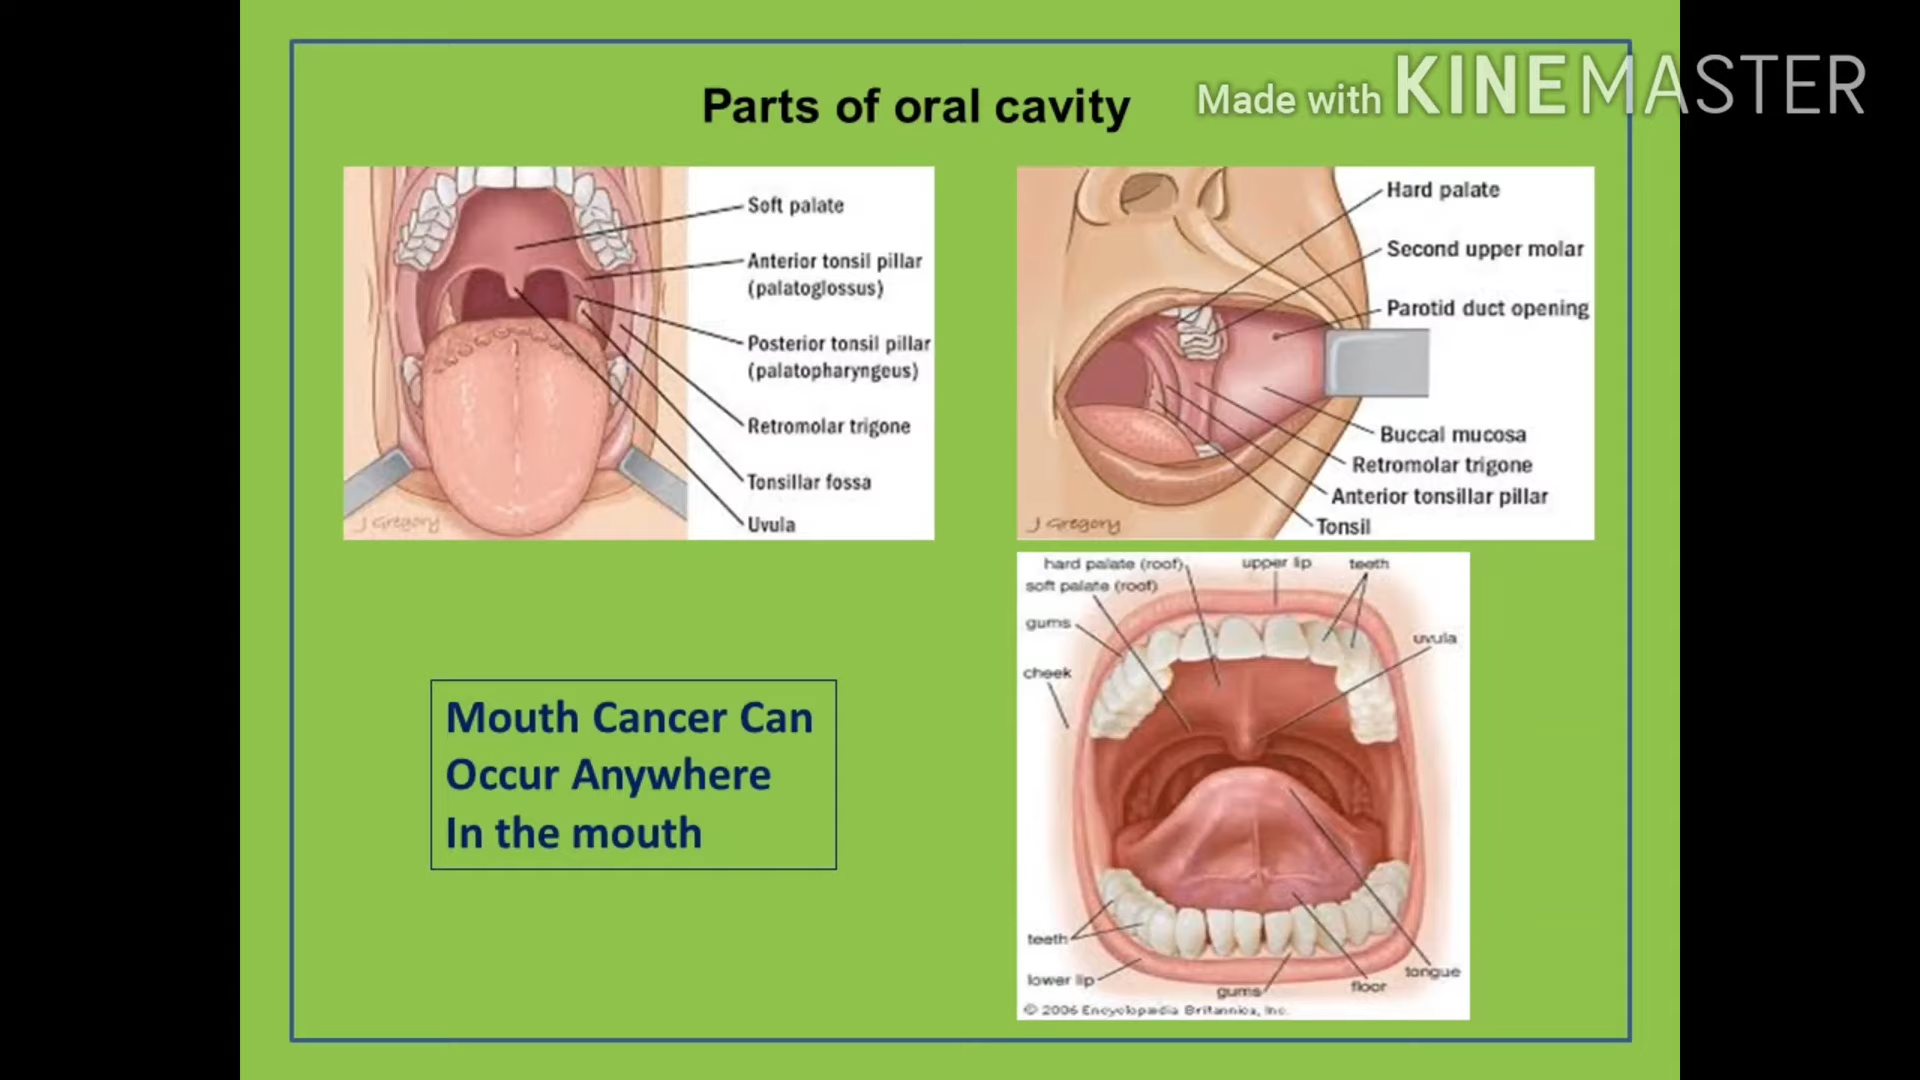 Parts of oral cavity
Made with KINEMASTER
Soft palate
Anterior tonsil pillar
(palatoglossus)
Posterior tonsil pillar
(palatopharyngeus)
Retromolar trigone
Tonsillar fossa
Uvula
J Gregory
Hard palate
Second upper molar
Parotid duct opening
Buccal mucosa
Retromolar trigone
Anterior tonsillar pillar
Tonsil
J Gregory
Mouth Cancer Can
Occur Anywhere
In the mouth
hard palate (roof)
upper lip
teeth
soft palate (roof)
gums
uvula
cheek
teeth
lower lip
gums
floor
tongue
© 2006 Encyclopædia Britannica, Inc.